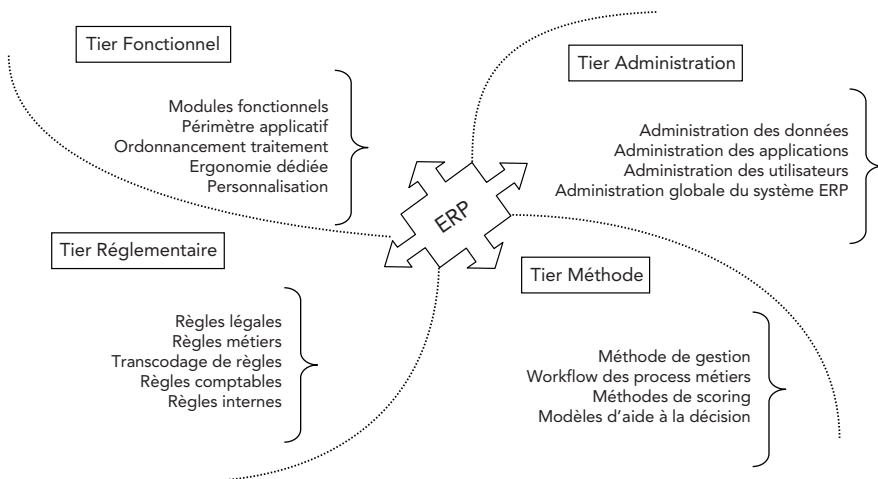 Tier Fonctionnel
Modules fonctionnels
Périmètre applicatif
Ordonnancement traitement
Ergonomie dédiée
Personnalisation
Tier Administration
Administration des données
Administration des applications
Administration des utilisateurs
Administration globale du système ERP
ERP
Tier Réglementaire
Règles légales
Règles métiers
Transcodage de règles
Règles comptables
Règles internes
Tier Méthode
Méthode de gestion
Workflow des process métiers
Méthodes de scoring
Modèles d'aide à la décision